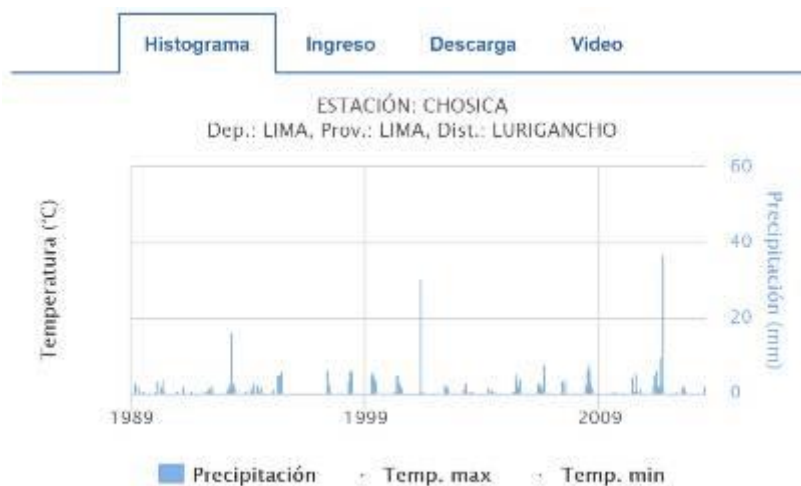 Histograma Ingreso Descarga Video
ESTACIÓN: CHOSICA
Dep.: LIMA, Prov.: LIMA, Dist.: LURIGANCHO
Temperatura (°C)
60
40
20
0
Precipitación (mm)
1989 1999 2009
Precipitación Temp. max Temp. min